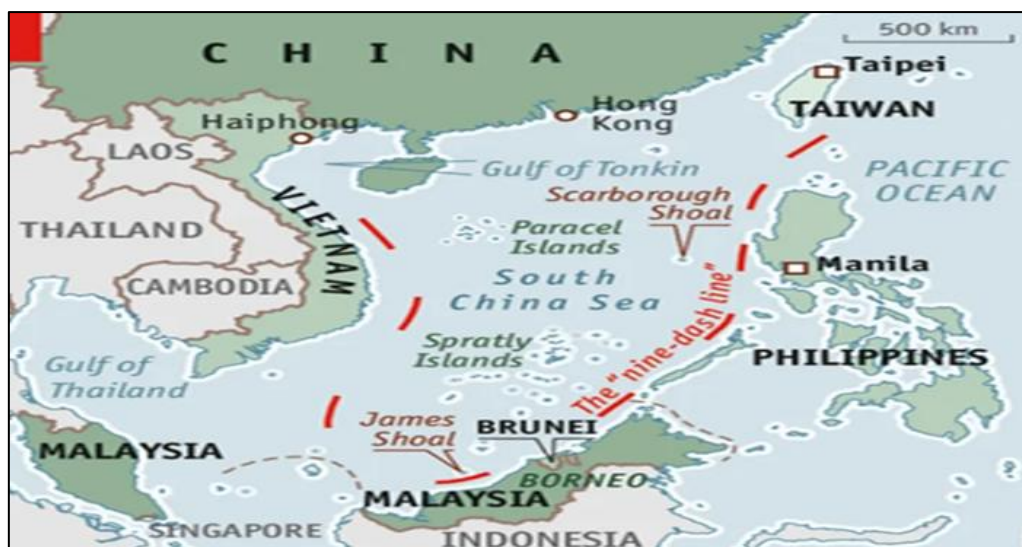 CHINA
500 km
Taipei
TAIWAN
Hong
Kong
Haiphong
LAOS
Gulf of Tonkin
PACIFIC
OCEAN
Scarborough
Shoal
VIETNAM
THAILAND
Paracel
Islands
CAMBODIA
South
China Sea
Manila
Spratly
Islands
The "nine-dash line"
PHILIPPINES
Gulf of
Thailand
James
Shoal
BRUNEI
MALAYSIA
BORNEO
MALAYSIA
SINGAPORE
INDONESIA